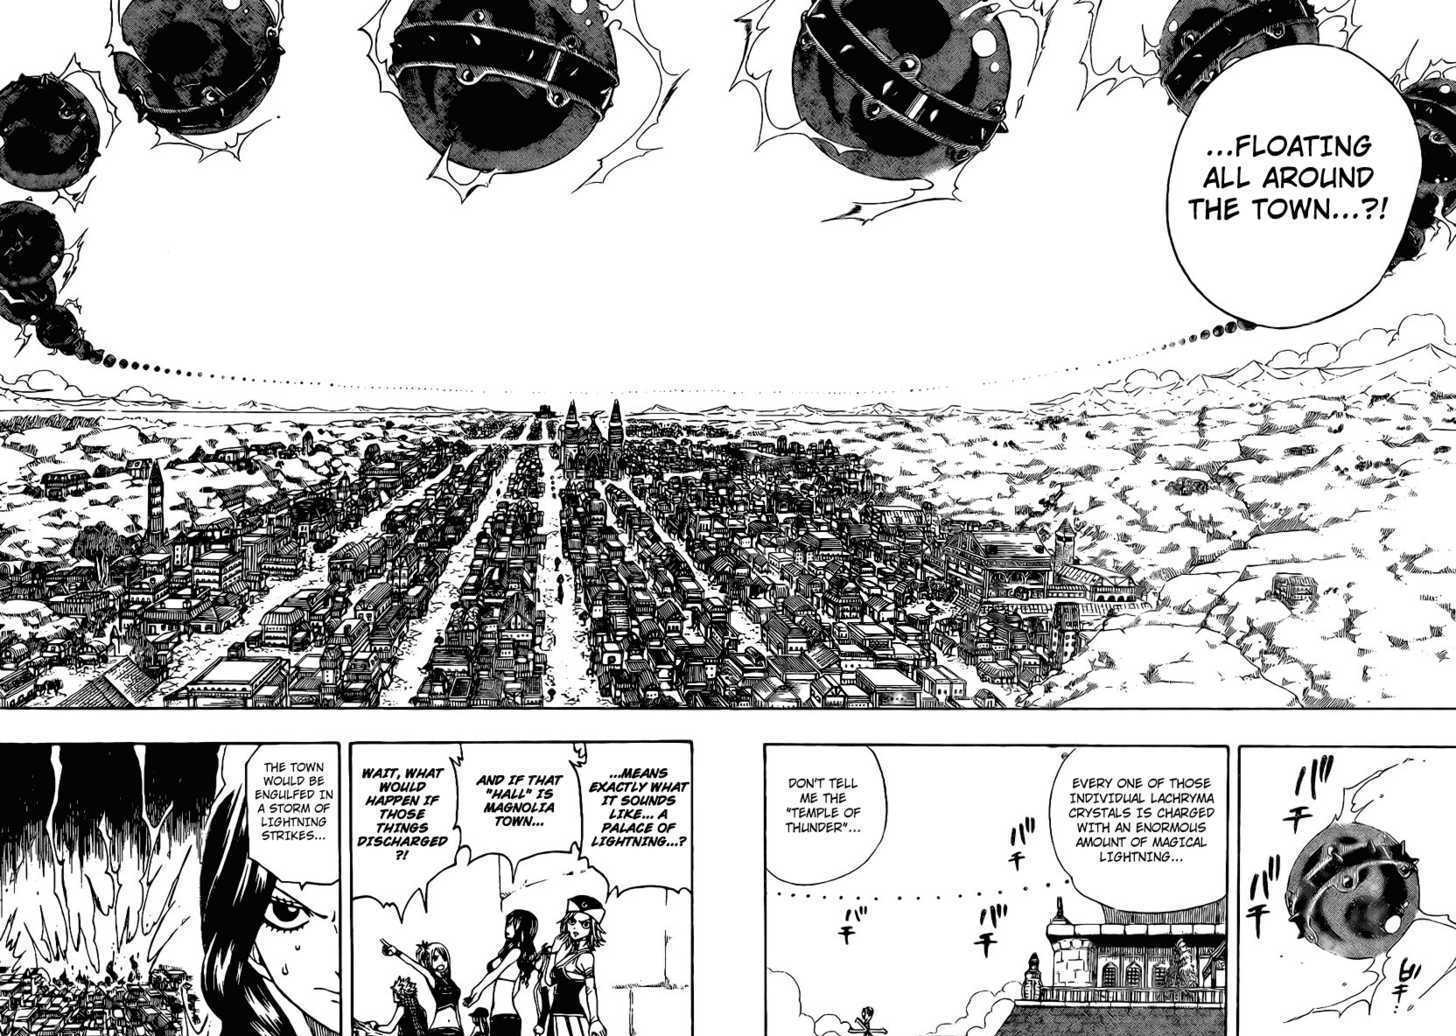 ...FLOATING
ALL AROUND
THE TOWN...?!
バチ
バチ
バチ
EVERY ONE OF THOSE
INDIVIDUAL LACHRYMA
CRYSTALS IS CHARGED
WITH AN ENORMOUS
AMOUNT OF MAGICAL
LIGHTNING...
DON'T TELL
ME THE
"TEMPLE OF
THUNDER"...
バチ
バチ
バチ
...MEANS
EXACTLY WHAT
IT SOUNDS
LIKE... A
PALACE OF
LIGHTNING...?
AND IF THAT
"HALL" IS
MAGNOLIA
TOWN...
WAIT, WHAT
WOULD
HAPPEN IF
THOSE
THINGS
DISCHARGED
?!
THE TOWN
WOULD BE
ENGULFED IN
A STORM OF
LIGHTNING
STRIKES...